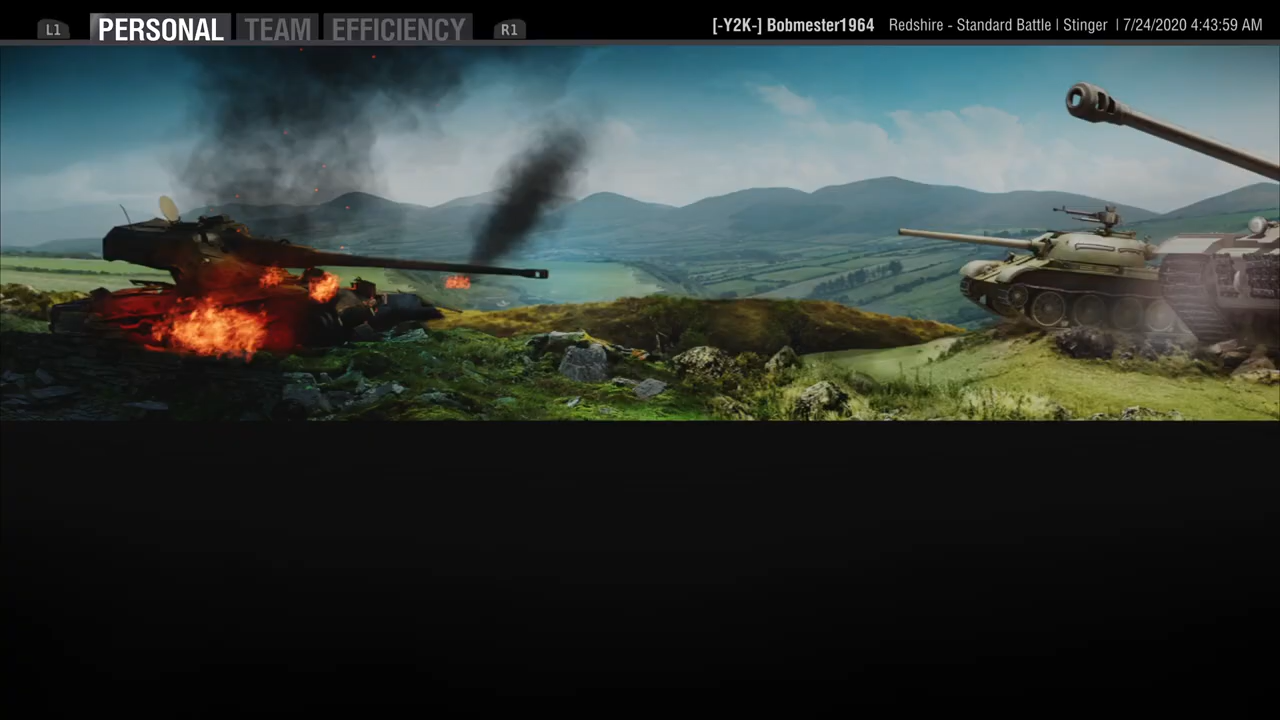 L1 PERSONAL TEAM EFFICIENCY R1 [-Y2K-] Bobmester1964 Redshire - Standard Battle | Stinger | 7/24/2020 4:43:59 AM